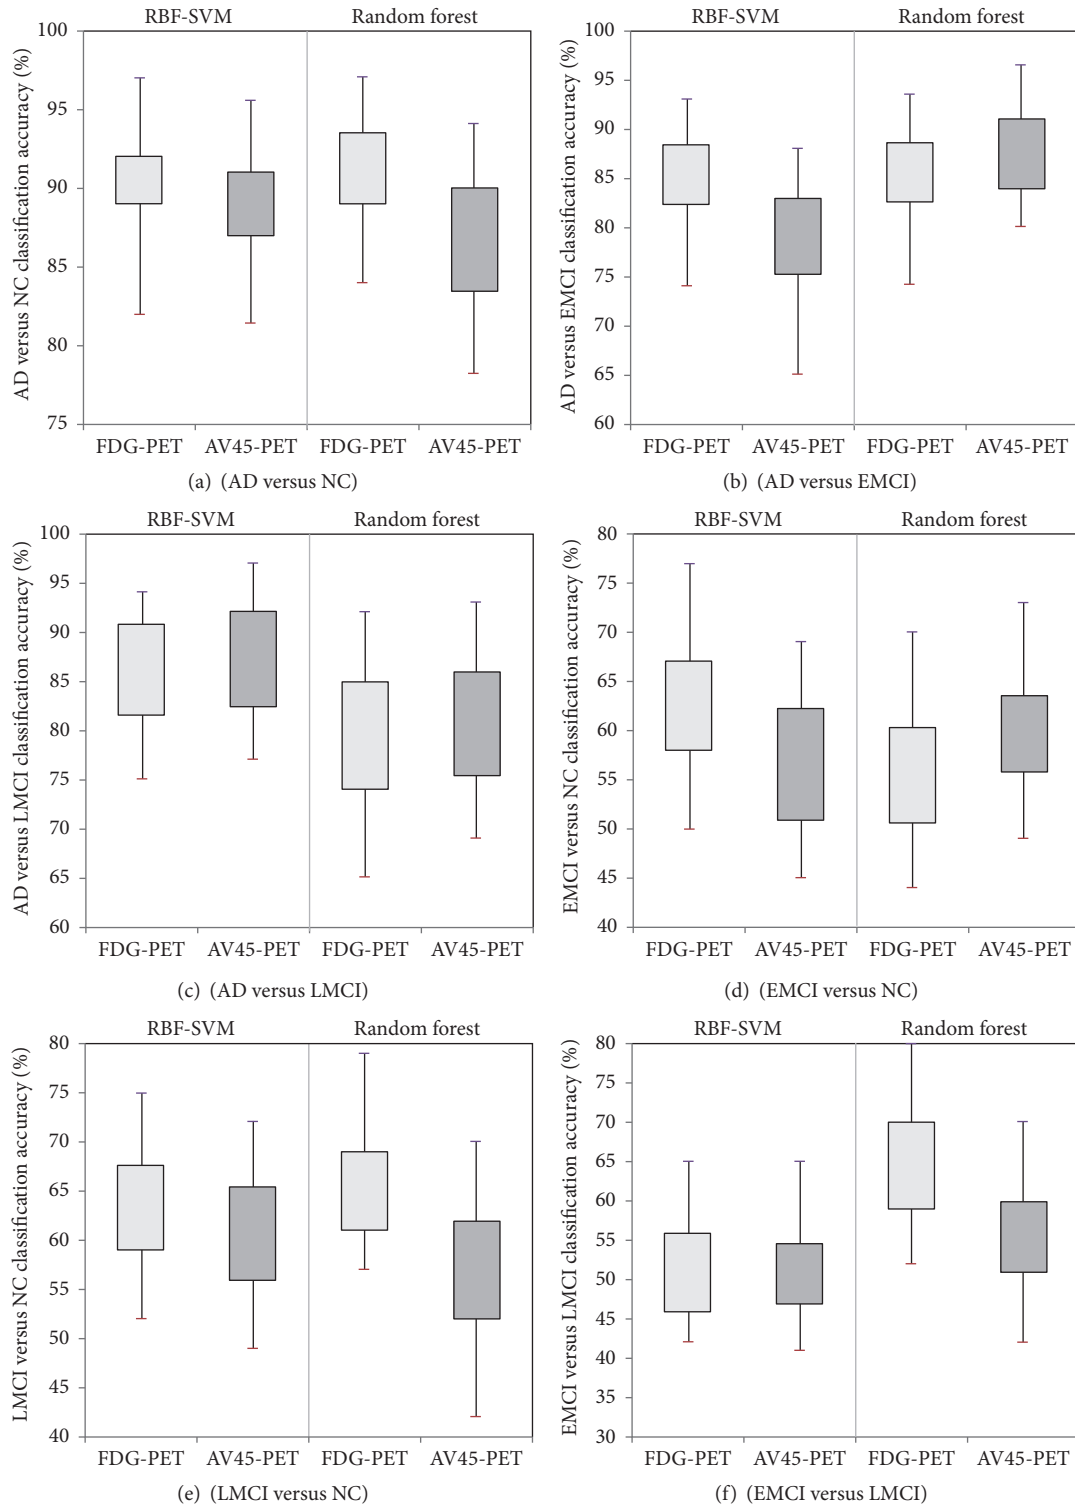 RBF-SVM Random forest
AD versus NC classification accuracy (%)
100
95
90
85
80
75
FDG-PET AV45-PET FDG-PET AV45-PET
(a) (AD versus NC)
RBF-SVM Random forest
AD versus EMCI classification accuracy (%)
100
95
90
85
80
75
70
65
60
FDG-PET AV45-PET FDG-PET AV45-PET
(b) (AD versus EMCI)
RBF-SVM Random forest
AD versus LMCI classification accuracy (%)
100
95
90
85
80
75
70
65
60
FDG-PET AV45-PET FDG-PET AV45-PET
(c) (AD versus LMCI)
RBF-SVM Random forest
EMCI versus NC classification accuracy (%)
80
75
70
65
60
55
50
45
40
FDG-PET AV45-PET FDG-PET AV45-PET
(d) (EMCI versus NC)
RBF-SVM Random forest
LMCI versus NC classification accuracy (%)
80
75
70
65
60
55
50
45
40
FDG-PET AV45-PET FDG-PET AV45-PET
(e) (LMCI versus NC)
RBF-SVM Random forest
EMCI versus LMCI classification accuracy (%)
80
75
70
65
60
55
50
45
40
35
30
FDG-PET AV45-PET FDG-PET AV45-PET
(f) (EMCI versus LMCI)